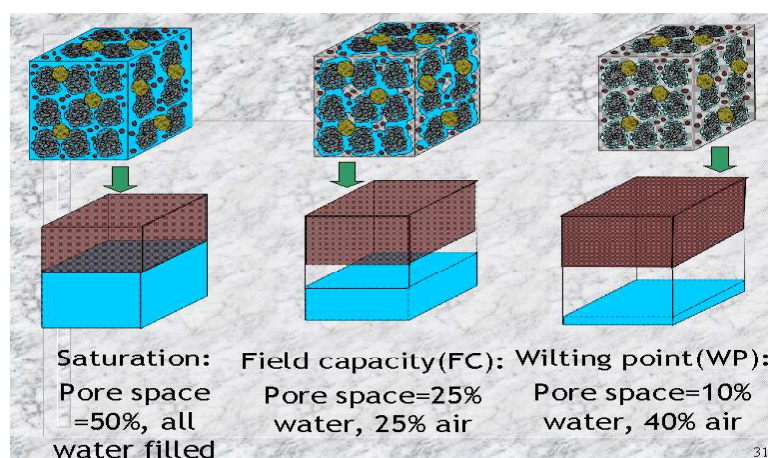 Saturation:
Pore space
=50%, all
water filled
Field capacity(FC):
Pore space=25%
water, 25% air
Wilting point(WP):
Pore space=10%
water, 40% air
31